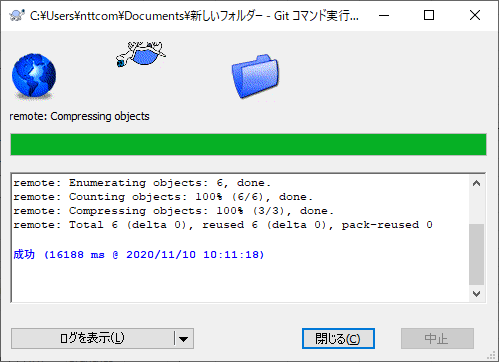 C:¥Users¥nttcom¥Documents¥新しいフォルダー - Git コマンド実行...
remote: Compressing objects
remote: Enumerating objects: 6, done.
remote: Counting objects: 100% (6/6), done.
remote: Compressing objects: 100% (3/3), done.
remote: Total 6 (delta 0), reused 6 (delta 0), pack-reused 0
成功 (16188 ms @ 2020/11/10 10:11:18)
ログを表示(L)
閉じる(C)
中止